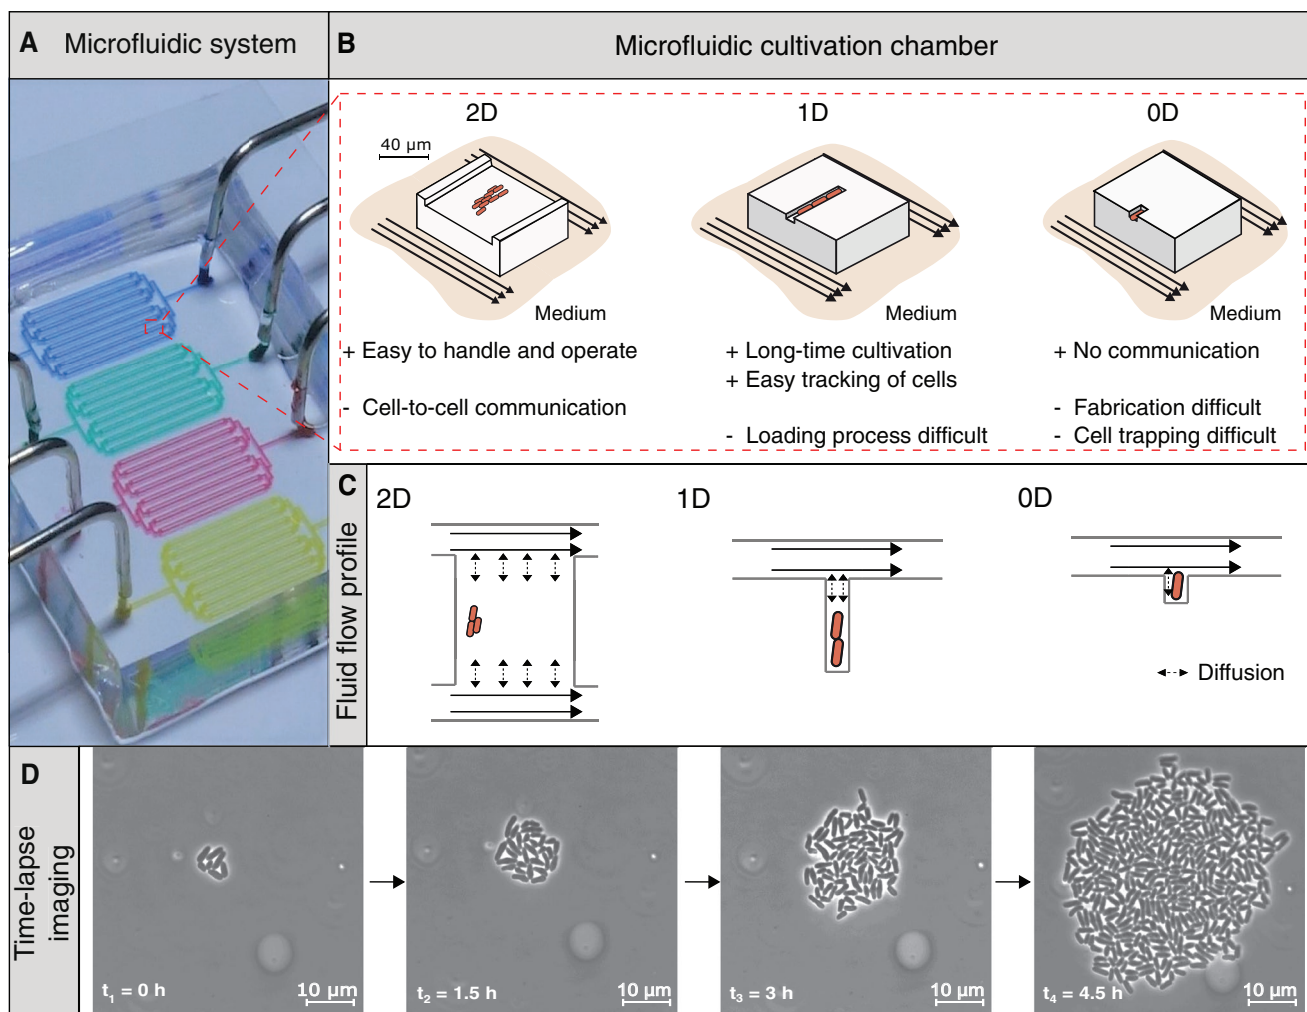 A Microfluidic system
B Microfluidic cultivation chamber
2D
1D
0D
40 µm
Medium
Medium
Medium
+ Easy to handle and operate
- Cell-to-cell communication
+ Long-time cultivation
+ Easy tracking of cells
- Loading process difficult
+ No communication
- Fabrication difficult
- Cell trapping difficult
C
Fluid flow profile
2D
1D
0D
Diffusion
D
Time-lapse
imaging
t₁ = 0 h
10 µm
t₂ = 1.5 h
10 µm
t₃ = 3 h
10 µm
t₄ = 4.5 h
10 µm